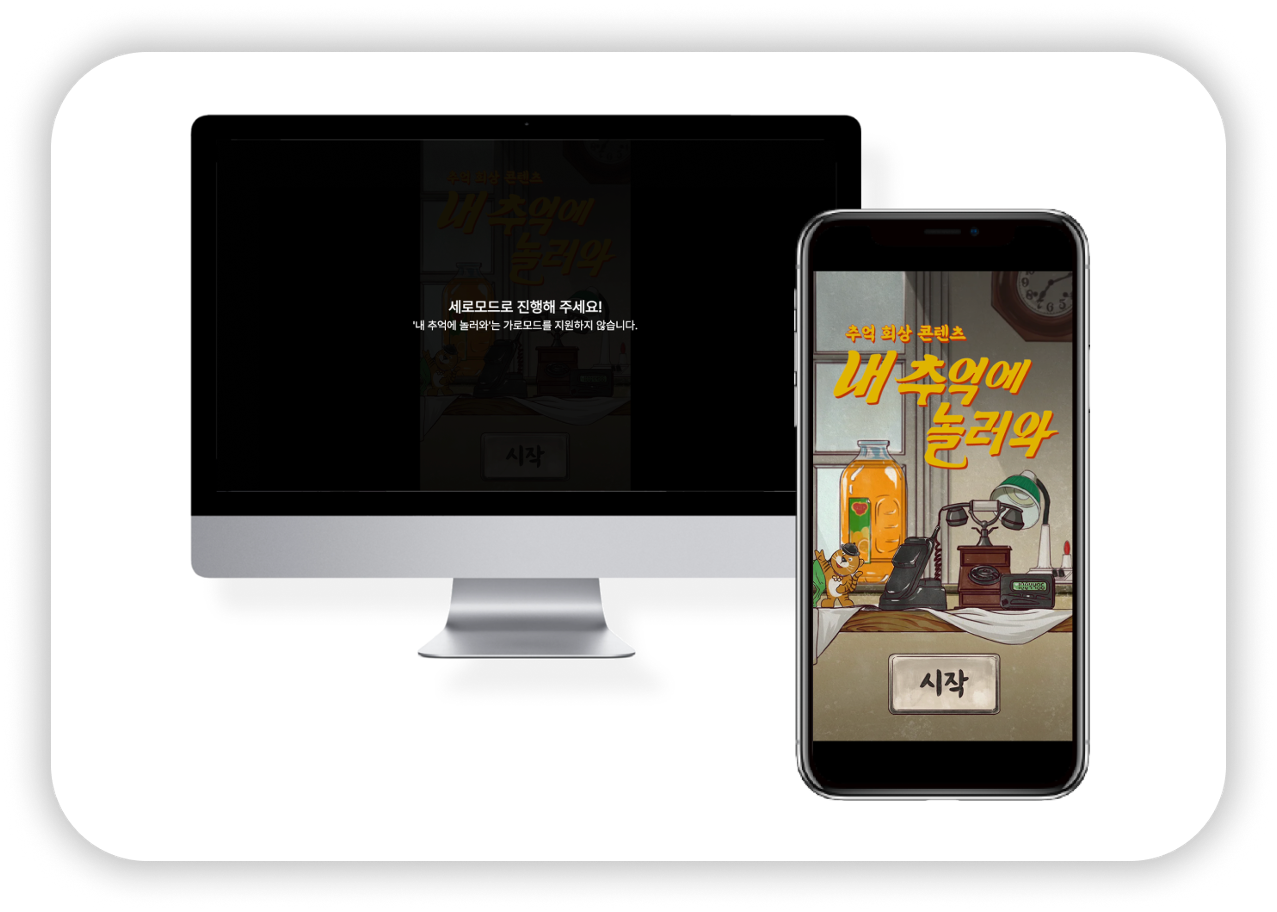 추억 회상 콘텐츠
내 추억에
놀러와
세로모드로 진행해 주세요!
'내 추억에 놀러와'는 가로모드를 지원하지 않습니다.
시작
추억 회상 콘텐츠
내 추억에
놀러와
시작